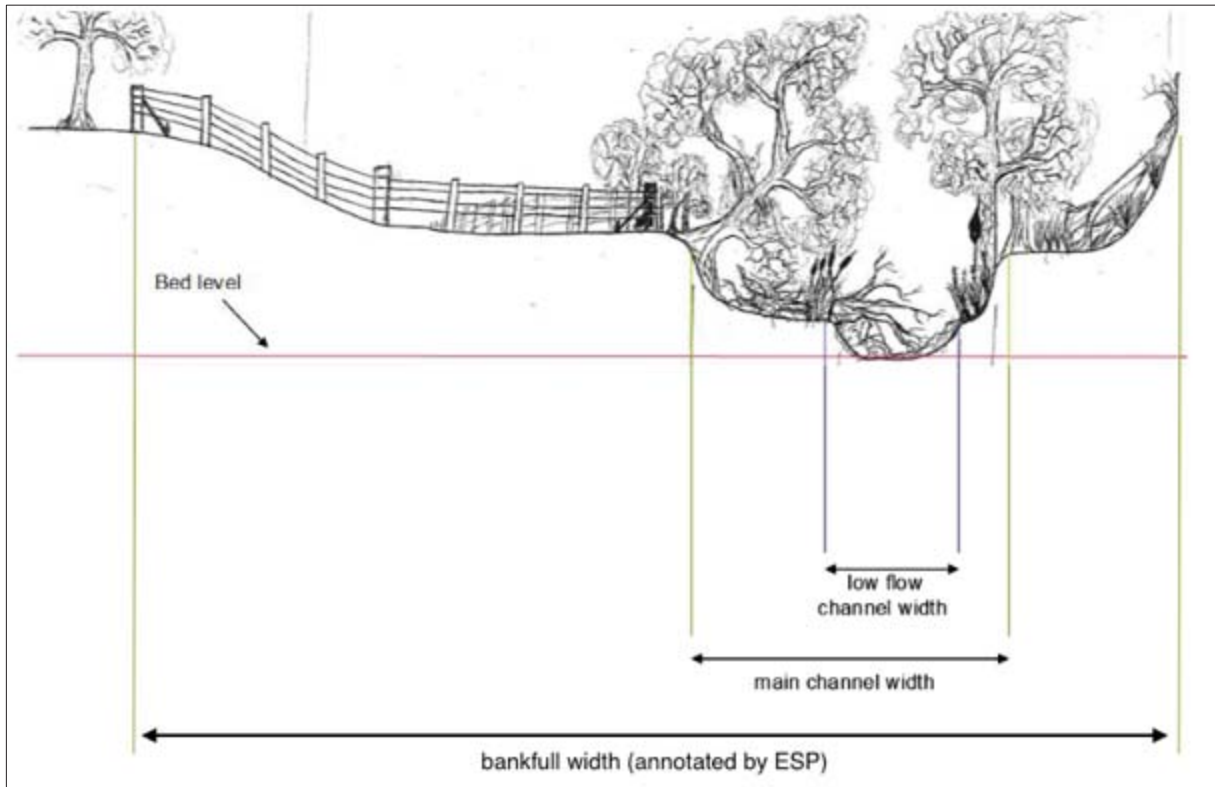 Bed level
low flow
channel width
main channel width
bankfull width (annotated by ESP)